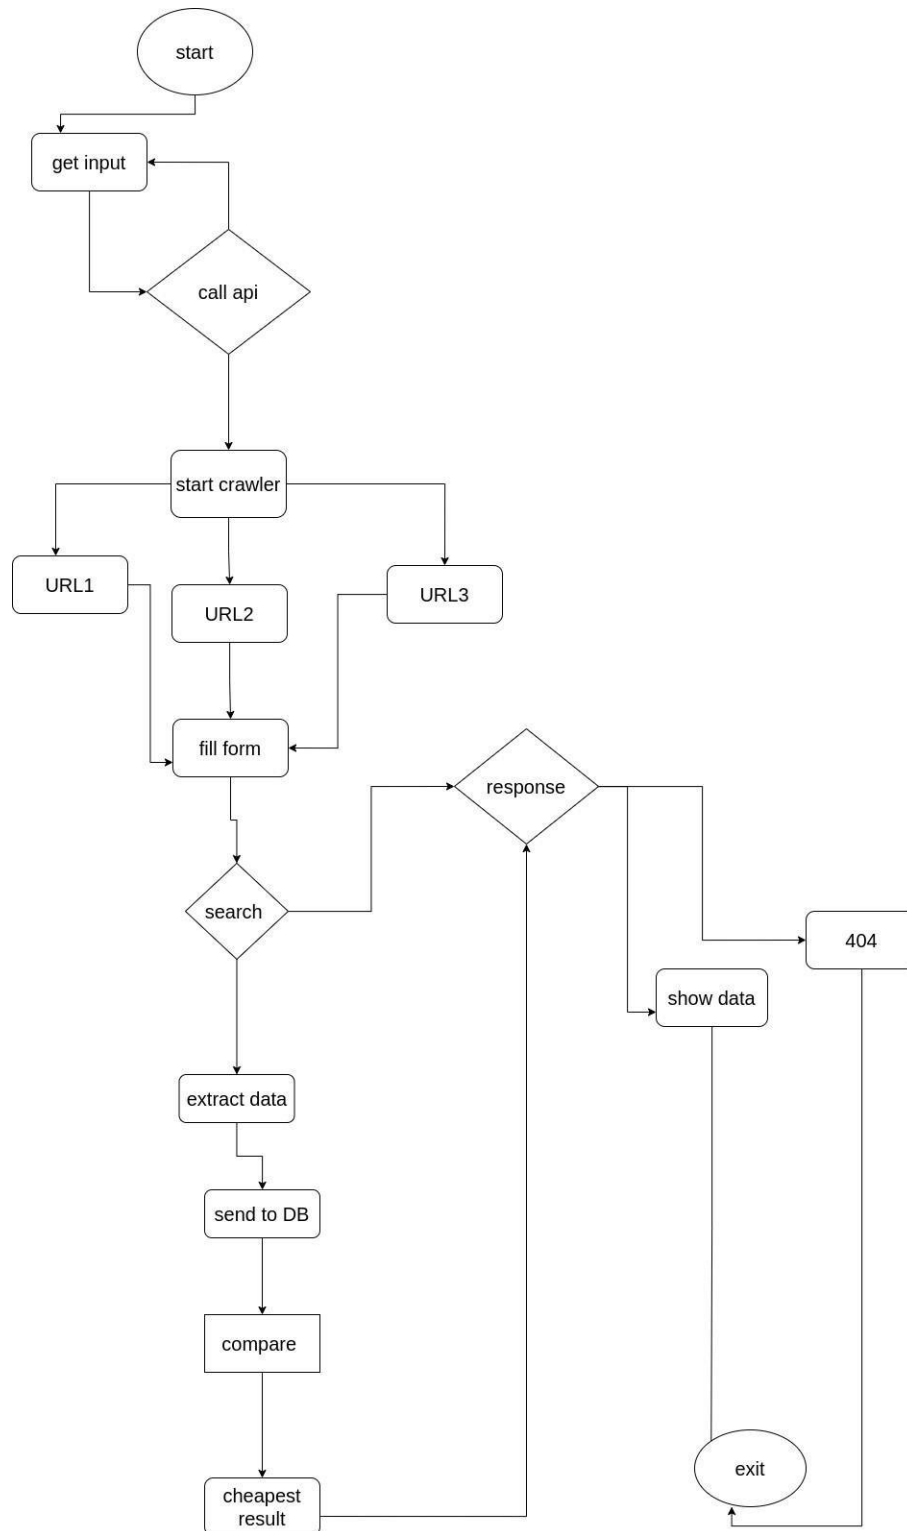 start
get input
call api
start crawler
URL1
URL2
URL3
fill form
response
search
404
show data
extract data
send to DB
compare
exit
cheapest
result